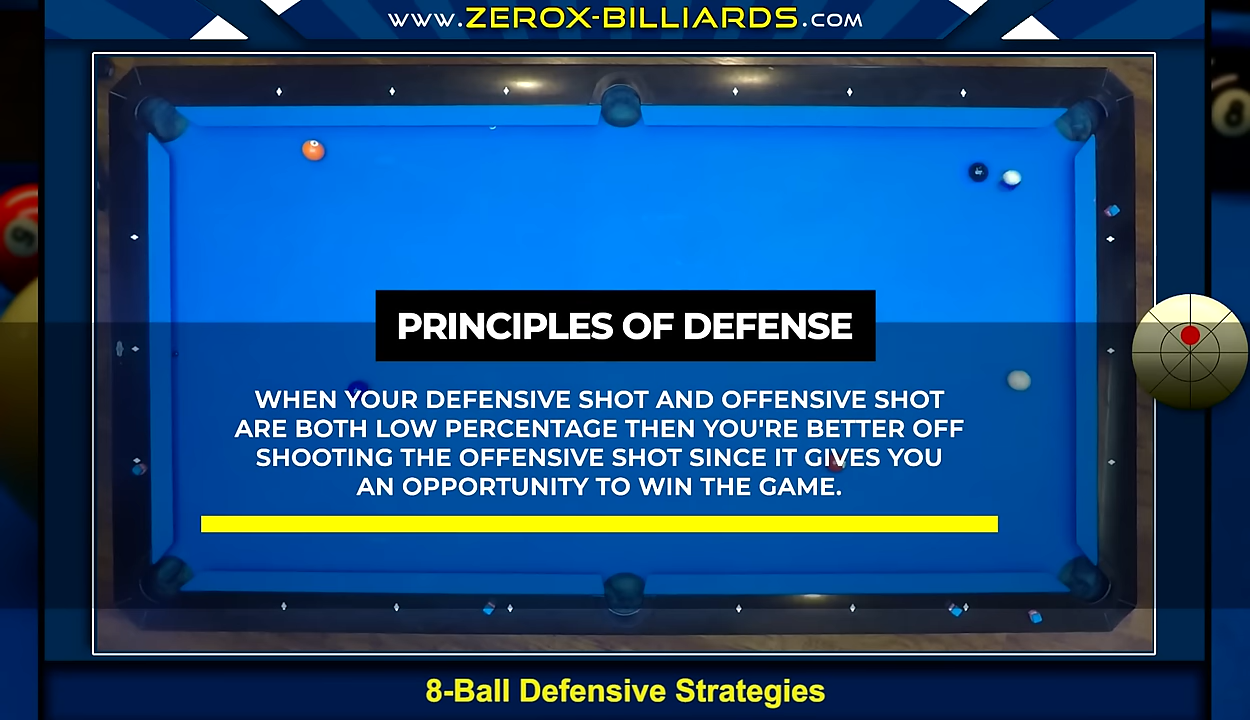 www.ZEROX-BILLIARDS.com
PRINCIPLES OF DEFENSE
WHEN YOUR DEFENSIVE SHOT AND OFFENSIVE SHOT
ARE BOTH LOW PERCENTAGE THEN YOU'RE BETTER OFF
SHOOTING THE OFFENSIVE SHOT SINCE IT GIVES YOU
AN OPPORTUNITY TO WIN THE GAME.
8-Ball Defensive Strategies